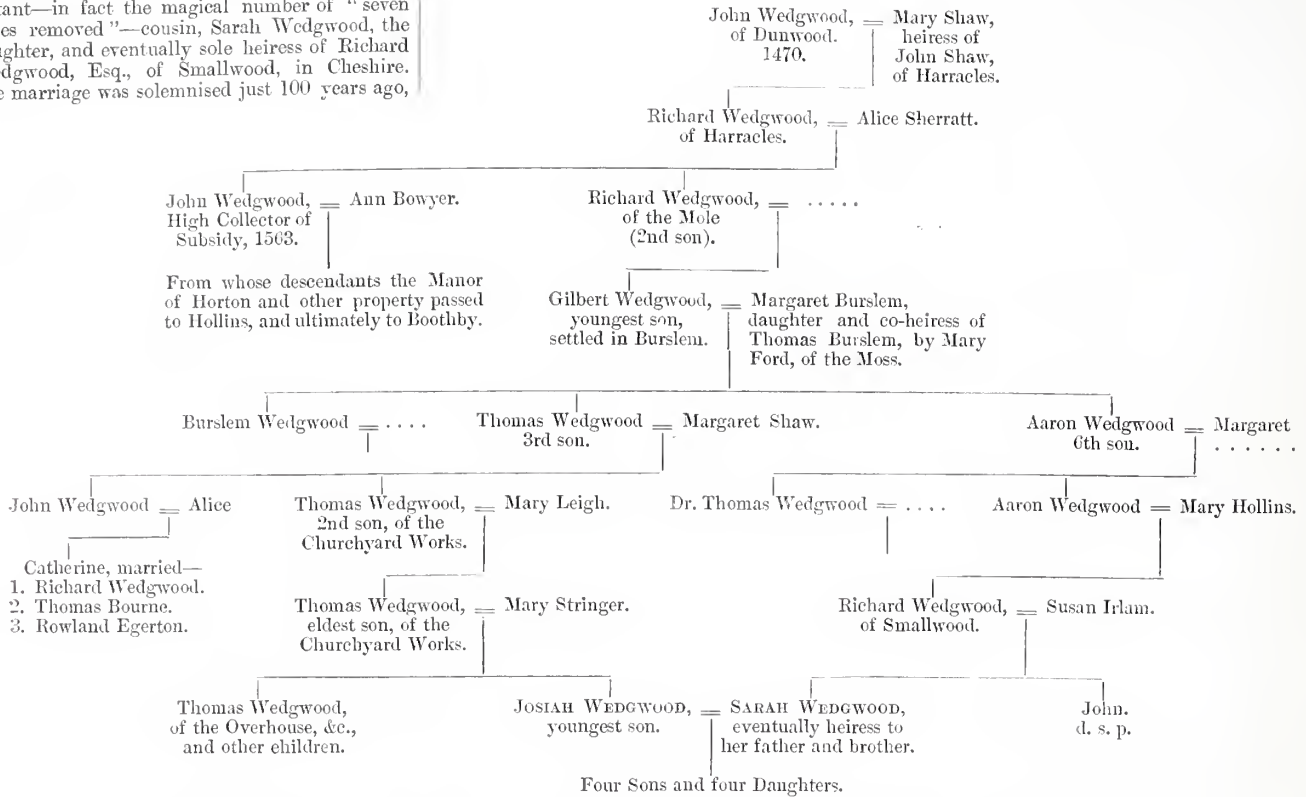 tant—in fact the magical number of "seven
es removed"—cousin, Sarah Wedgwood, the
ghter, and eventually sole heiress of Richard
dgwood, Esq., of Smallwood, in Cheshire.
e marriage was solemnised just 100 years ago,
John Wedgwood, = Mary Shaw,
of Dunwood. heiress of
1470. John Shaw,
of Harracles.
Richard Wedgwood, = Alice Sherratt.
of Harracles.
John Wedgwood, = Ann Bowyer.
High Collector of
Subsidy, 1563.
Richard Wedgwood, = .....
of the Mole
(2nd son).
From whose descendants the Manor
of Horton and other property passed
to Hollins, and ultimately to Boothby.
Gilbert Wedgwood, = Margaret Burslem,
youngest son, daughter and co-heiress of
settled in Burslem. Thomas Burslem, by Mary
Ford, of the Moss.
Burslem Wedgwood = ....
Thomas Wedgwood = Margaret Shaw.
3rd son.
Aaron Wedgwood = Margaret
6th son. ......
John Wedgwood = Alice
Thomas Wedgwood, = Mary Leigh.
2nd son, of the
Churchyard Works.
Dr. Thomas Wedgwood = ....
Aaron Wedgwood = Mary Hollins.
Catherine, married—
1. Richard Wedgwood.
2. Thomas Bourne.
3. Rowland Egerton.
Thomas Wedgwood, = Mary Stringer.
eldest son, of the
Churchyard Works.
Richard Wedgwood, = Susan Irlam.
of Smallwood.
Thomas Wedgwood,
of the Overhouse, &c.,
and other children.
JOSIAH WEDGWOOD, = SARAH WEDGWOOD,
youngest son. eventually heiress to
her father and brother.
John.
d. s. p.
Four Sons and four Daughters.